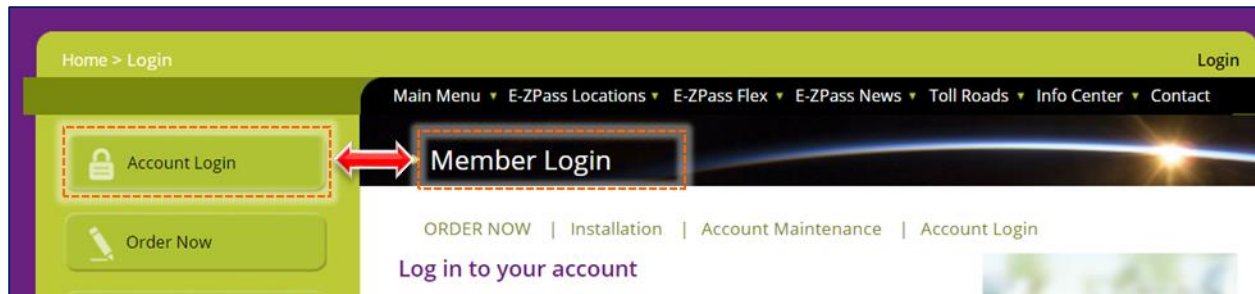 Home > Login
Login
Main Menu ▾ E-ZPass Locations ▾ E-ZPass Flex ▾ E-ZPass News ▾ Toll Roads ▾ Info Center ▾ Contact
Account Login
Member Login
Order Now
ORDER NOW | Installation | Account Maintenance | Account Login
Log in to your account